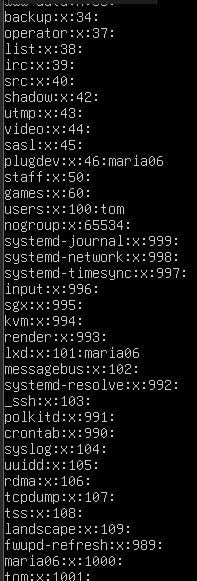 www-data:x:33:
backup:x:34:
operator:x:37:
list:x:38:
irc:x:39:
src:x:40:
shadow:x:42:
utmp:x:43:
video:x:44:
sasl:x:45:
plugdev:x:46:maria06
staff:x:50:
games:x:60:
users:x:100:tom
nogroup:x:65534:
systemd-journal:x:999:
systemd-network:x:998:
systemd-timesync:x:997:
input:x:996:
sgx:x:995:
kvm:x:994:
render:x:993:
lxd:x:101:maria06
messagebus:x:102:
systemd-resolve:x:992:
_ssh:x:103:
polkitd:x:991:
crontab:x:990:
syslog:x:104:
uuidd:x:105:
rdma:x:106:
tcpdump:x:107:
tss:x:108:
landscape:x:109:
fwupd-refresh:x:989:
maria06:x:1000:
tom:x:1001: